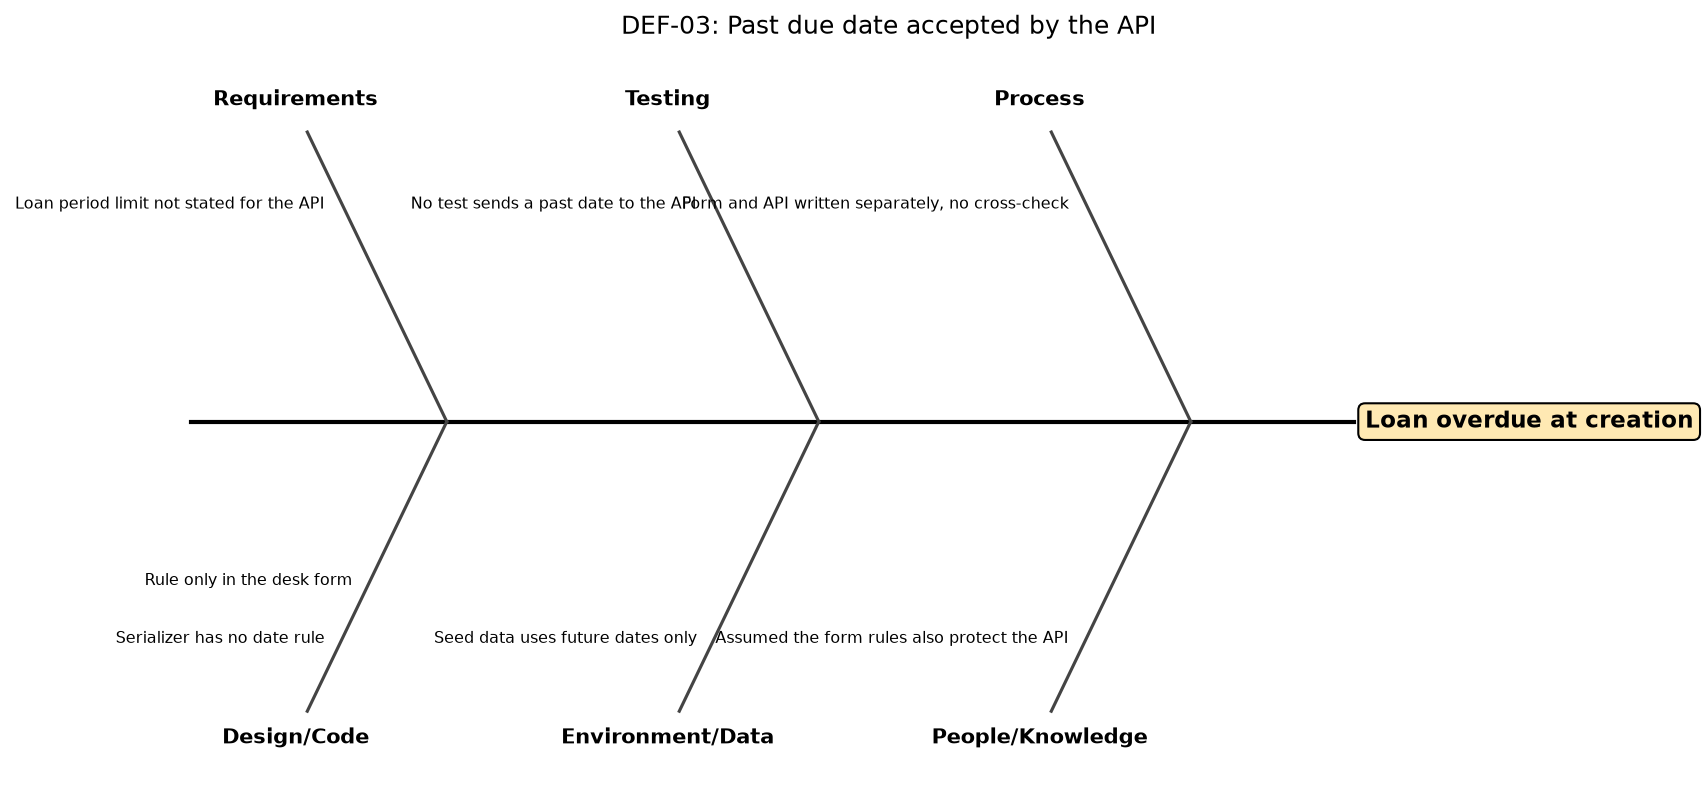 DEF-03: Past due date accepted by the API
Requirements
Testing
Process
Loan period limit not stated for the API
No test sends a past date to the API
Form and API written separately, no cross-check
Loan overdue at creation
Rule only in the desk form
Serializer has no date rule
Seed data uses future dates only
Assumed the form rules also protect the API
Design/Code
Environment/Data
People/Knowledge